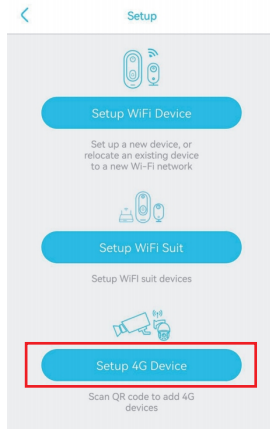 Setup
Setup WiFi Device
Set up a new device, or
relocate an existing device
to a new Wi-Fi network
Setup WiFi Suit
Setup WiFI suit devices
Setup 4G Device
Scan QR code to add 4G
devices